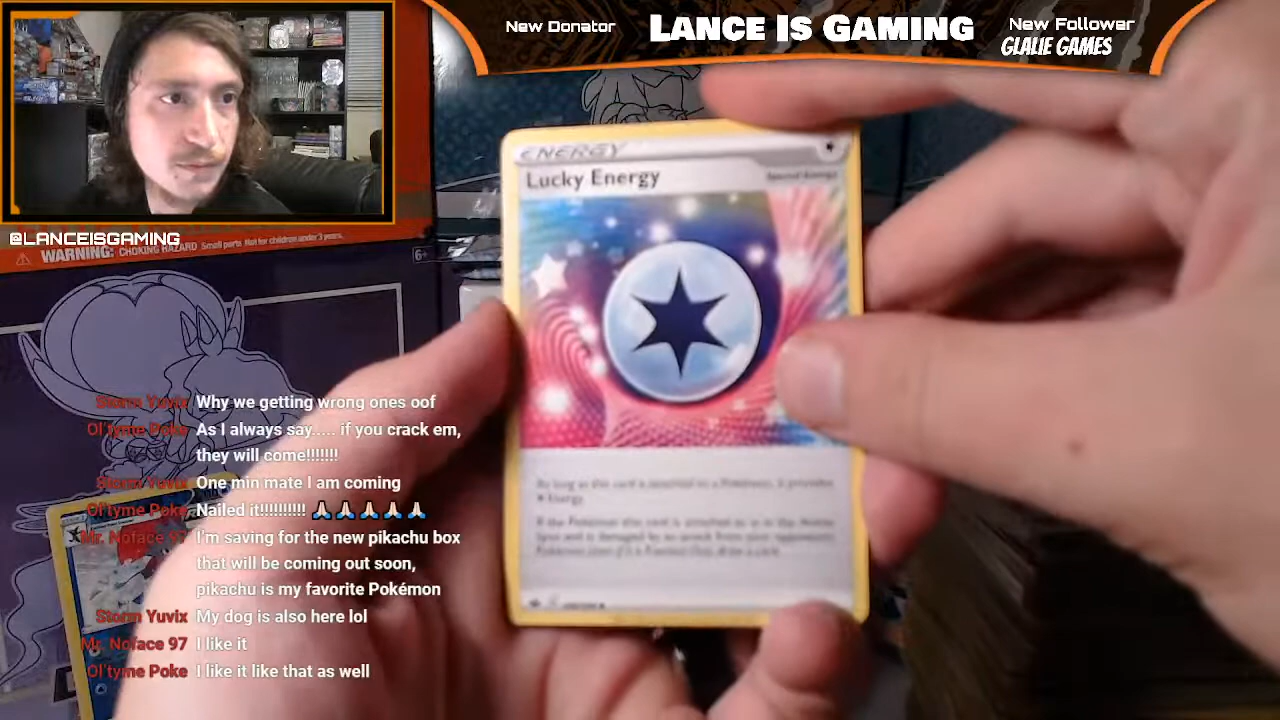 New Donator
LANCE IS GAMING
New Follower
GLALIE GAMES
@LANCEISGAMING
WARNING: CHOKING HAZARD Small parts. Not for children under 3 years.
6+
ENERGY
Lucky Energy
Special Energy
Storm Yuvix Why we getting wrong ones oof
Ol'tyme Poke As I always say..... if you crack em,
they will come!!!!!!!
Storm Yuvix One min mate I am coming
Ol'tyme Poke Nailed it!!!!!!!!!! 🙏🏻🙏🏻🙏🏻🙏🏻🙏🏻
Mr. Noface 97 I'm saving for the new pikachu box
that will be coming out soon,
pikachu is my favorite Pokémon
Storm Yuvix My dog is also here lol
Mr. Noface 97 I like it
Ol'tyme Poke I like it like that as well